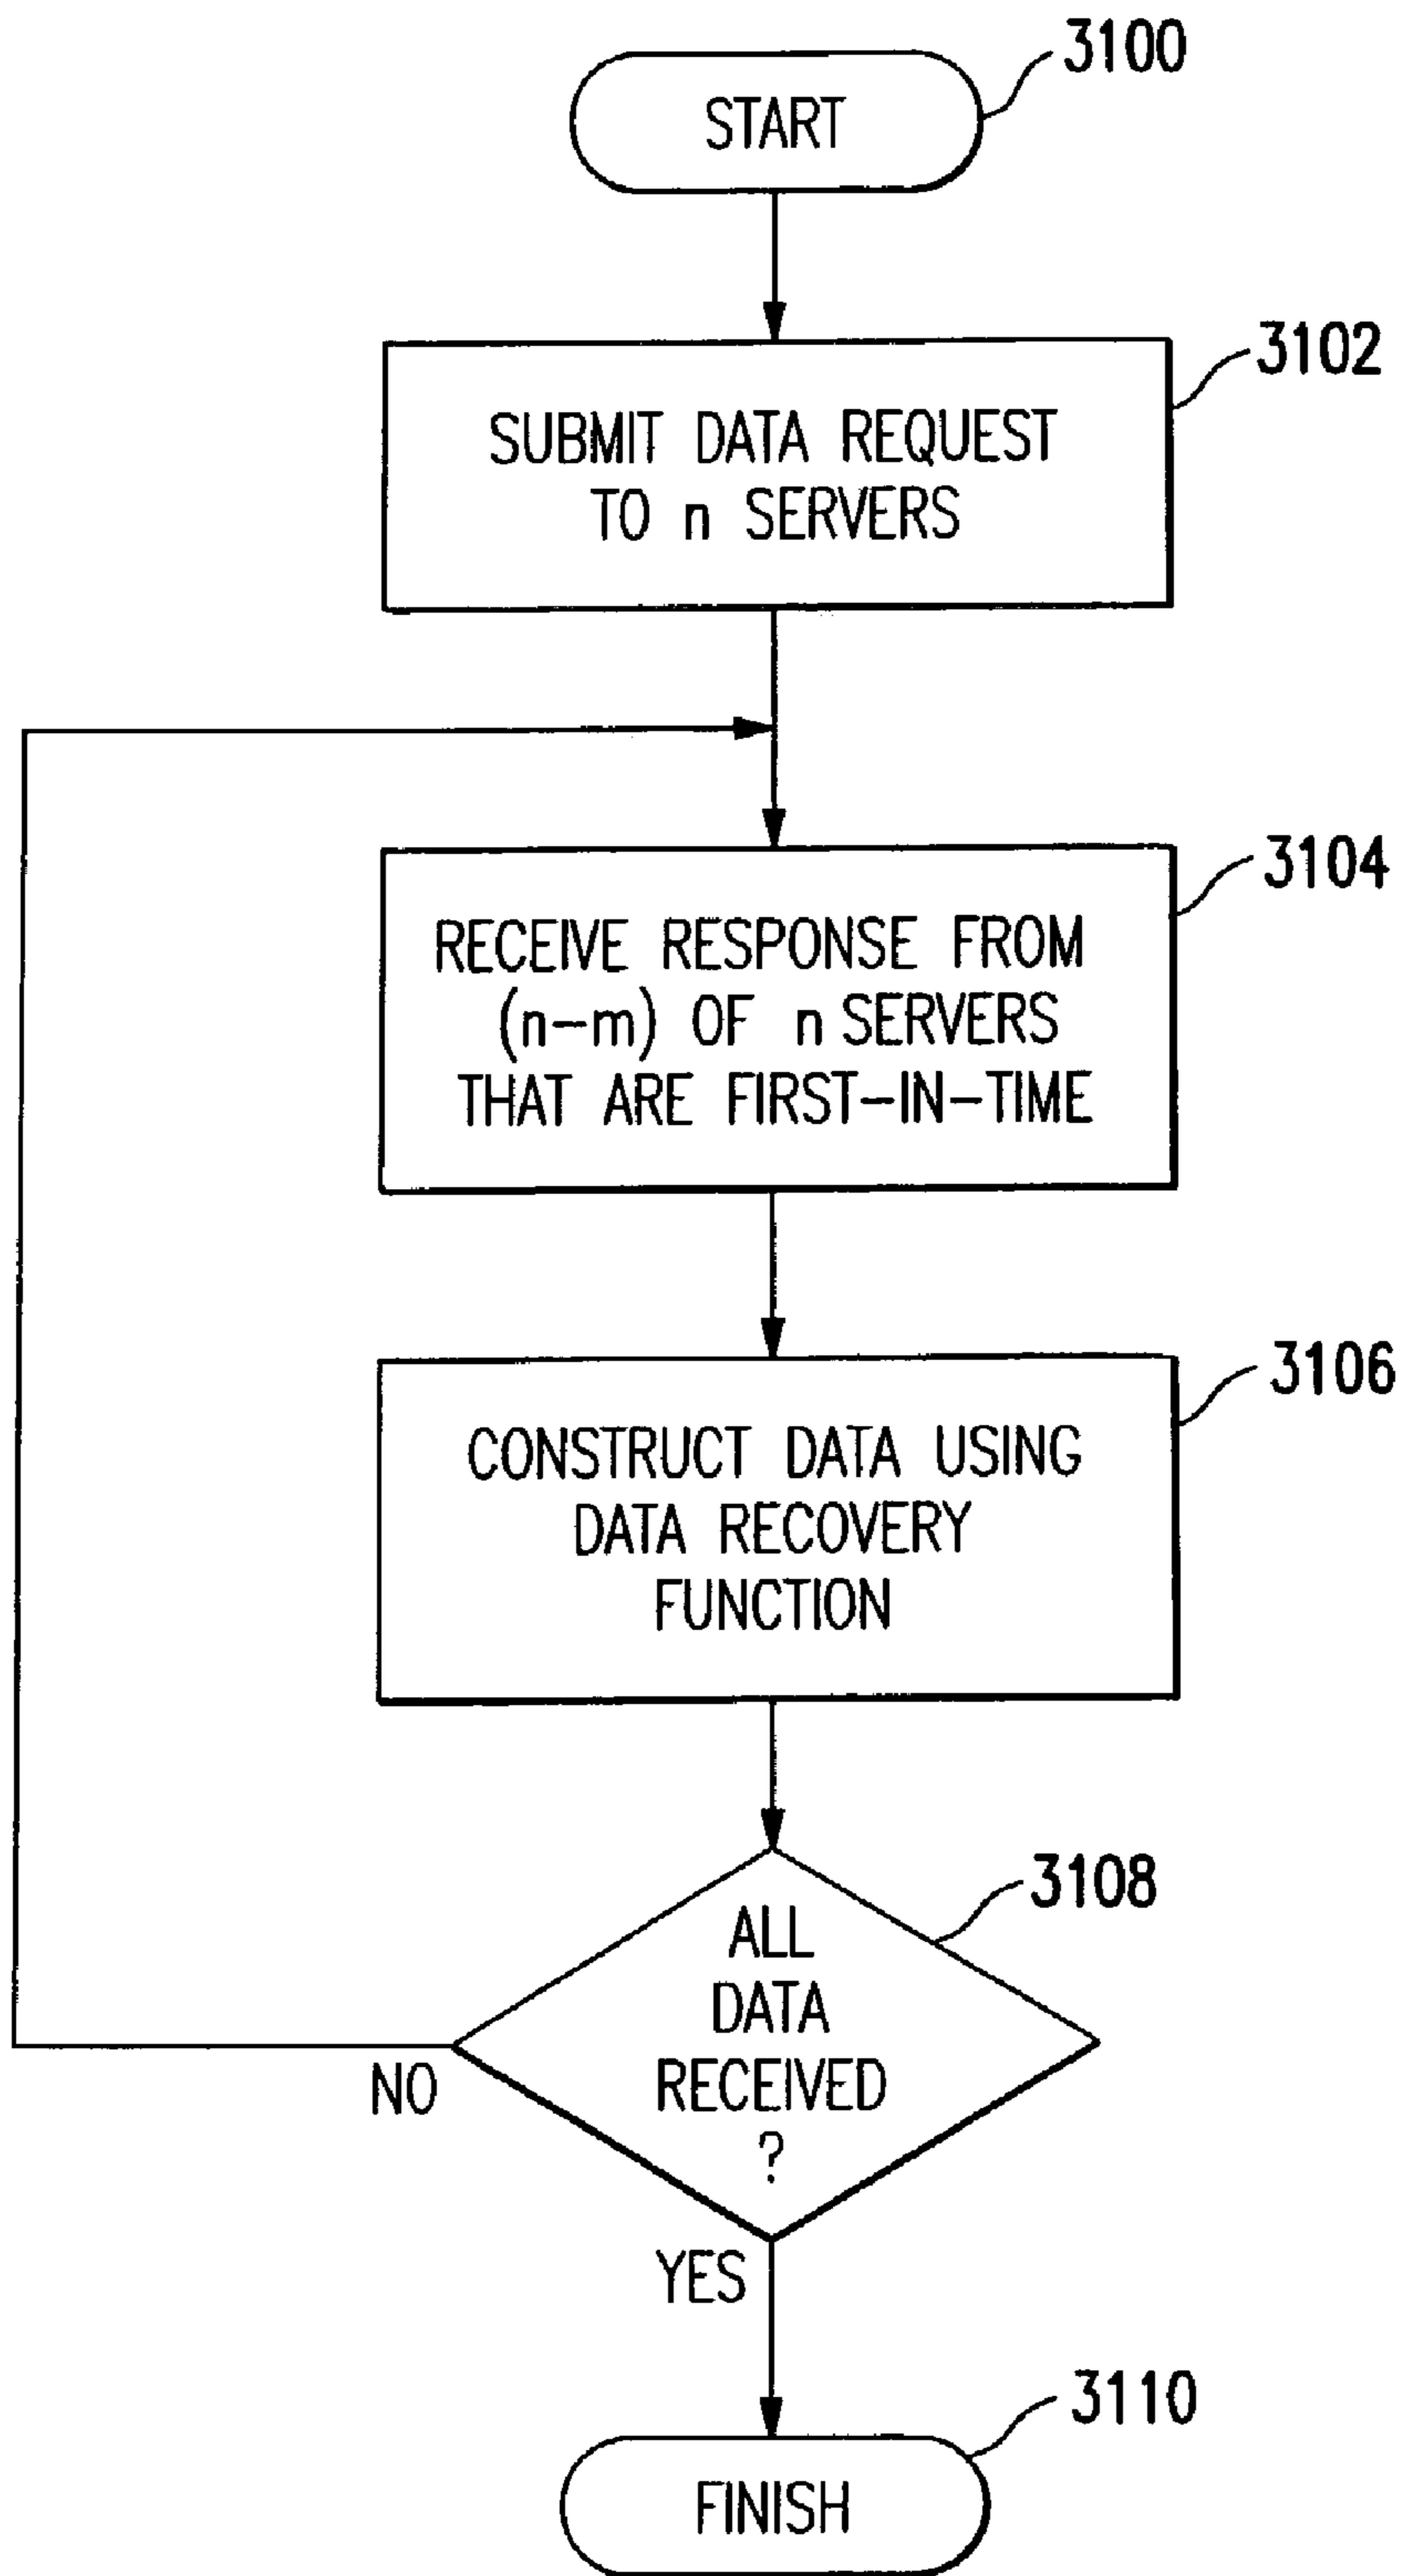 3100
START
3102
SUBMIT DATA REQUEST
TO n SERVERS
3104
RECEIVE RESPONSE FROM
(n-m) OF n SERVERS
THAT ARE FIRST-IN-TIME
3106
CONSTRUCT DATA USING
DATA RECOVERY
FUNCTION
3108
ALL
DATA
RECEIVED
?
NO
YES
3110
FINISH